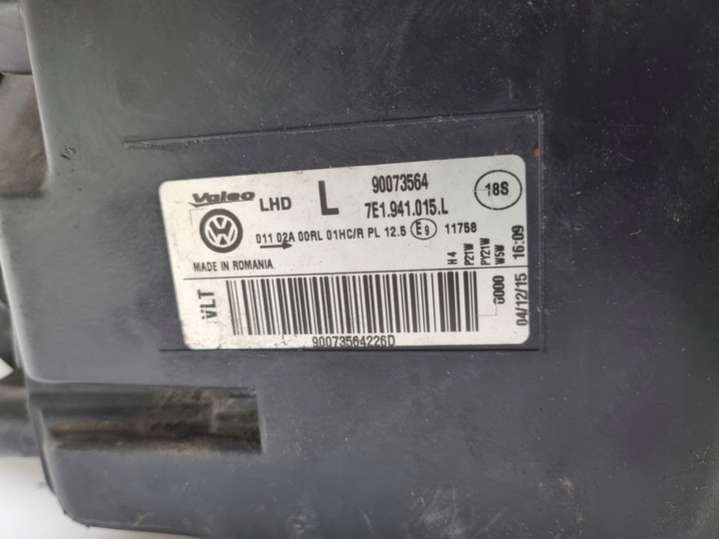 Valeo LHD L 90073564 18S
7E1.941.015.L
011 02A 00RL 01HC/R PL 12.5 E9 11758
MADE IN ROMANIA
VLT
H4
P21W
PY21W
W5W
0000
04/12/15 16:09
90073564226D